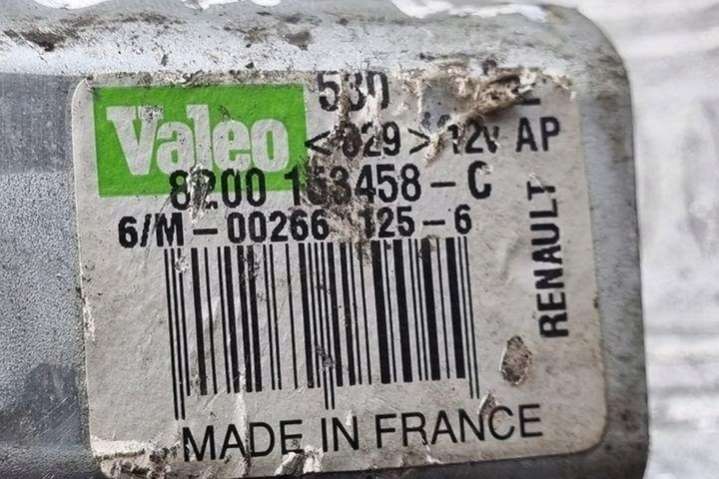 Valeo
530
<029> 12V AP
8200 153458-C
6/M-00266 125-6
RENAULT
MADE IN FRANCE